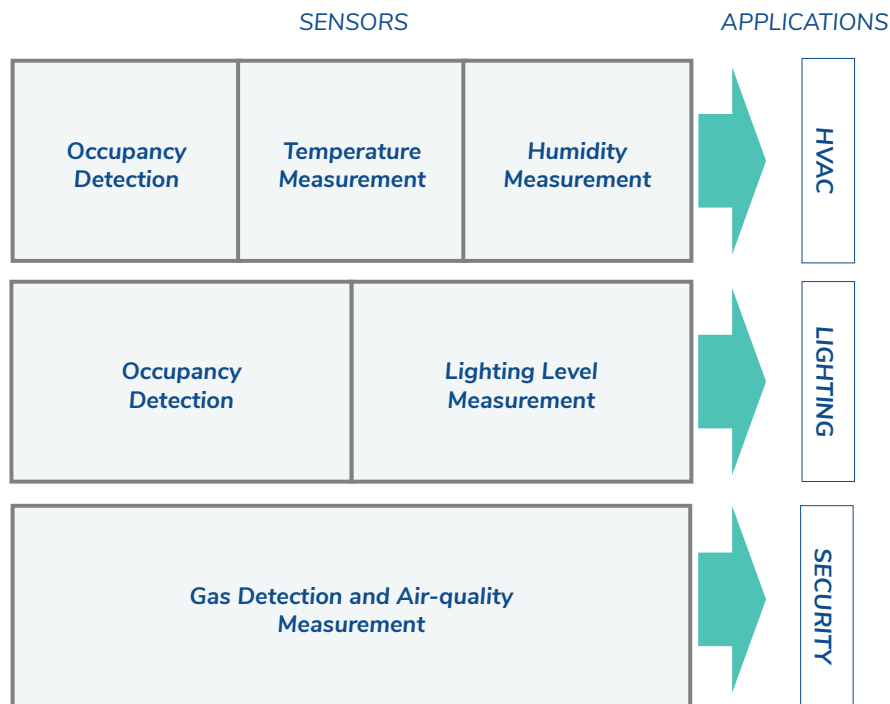 SENSORS
APPLICATIONS
Occupancy
Detection
Temperature
Measurement
Humidity
Measurement
HVAC
Occupancy
Detection
Lighting Level
Measurement
LIGHTING
Gas Detection and Air-quality
Measurement
SECURITY